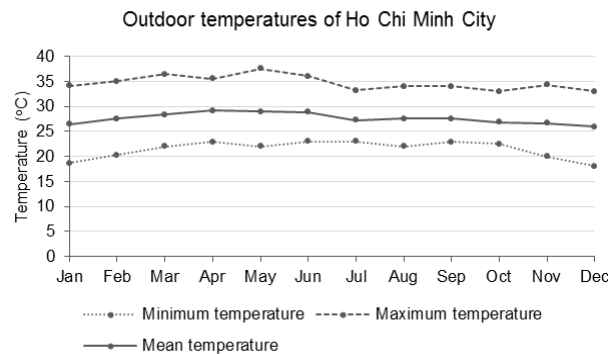 Outdoor temperatures of Ho Chi Minh City
Temperature (ºC)
40
35
30
25
20
15
10
5
0
Jan Feb Mar Apr May Jun Jul Aug Sep Oct Nov Dec
Minimum temperature Maximum temperature
Mean temperature